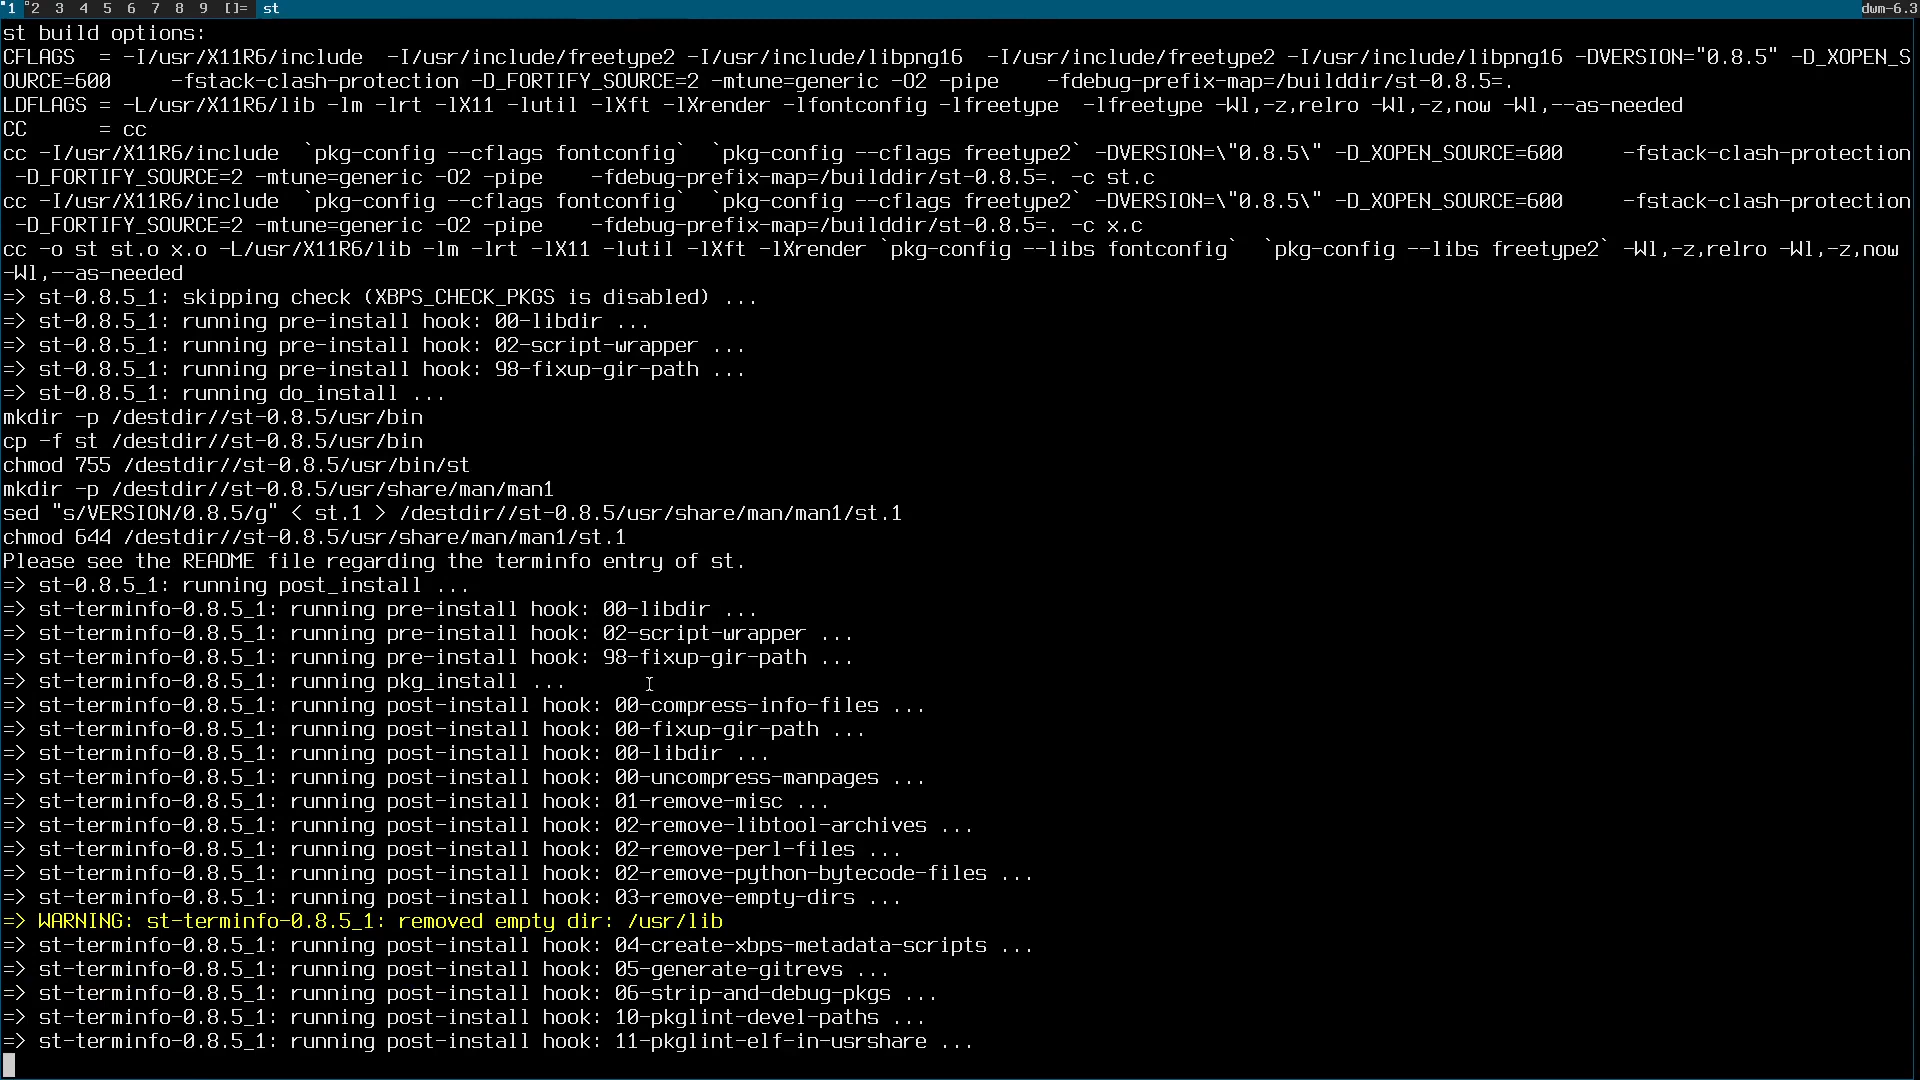 1 2 3 4 5 6 7 8 9 []= st dwm-6.3
st build options:
CFLAGS  = -I/usr/X11R6/include  -I/usr/include/freetype2 -I/usr/include/libpng16  -I/usr/include/freetype2 -I/usr/include/libpng16 -DVERSION="0.8.5" -D_XOPEN_S
OURCE=600     -fstack-clash-protection -D_FORTIFY_SOURCE=2 -mtune=generic -O2 -pipe    -fdebug-prefix-map=/builddir/st-0.8.5=.
LDFLAGS = -L/usr/X11R6/lib -lm -lrt -lX11 -lutil -lXft -lXrender -lfontconfig -lfreetype  -lfreetype -Wl,-z,relro -Wl,-z,now -Wl,--as-needed
CC      = cc
cc -I/usr/X11R6/include  `pkg-config --cflags fontconfig`  `pkg-config --cflags freetype2` -DVERSION=\"0.8.5\" -D_XOPEN_SOURCE=600     -fstack-clash-protection
 -D_FORTIFY_SOURCE=2 -mtune=generic -O2 -pipe    -fdebug-prefix-map=/builddir/st-0.8.5=. -c st.c
cc -I/usr/X11R6/include  `pkg-config --cflags fontconfig`  `pkg-config --cflags freetype2` -DVERSION=\"0.8.5\" -D_XOPEN_SOURCE=600     -fstack-clash-protection
 -D_FORTIFY_SOURCE=2 -mtune=generic -O2 -pipe    -fdebug-prefix-map=/builddir/st-0.8.5=. -c x.c
cc -o st st.o x.o -L/usr/X11R6/lib -lm -lrt -lX11 -lutil -lXft -lXrender `pkg-config --libs fontconfig`  `pkg-config --libs freetype2` -Wl,-z,relro -Wl,-z,now
-Wl,--as-needed
=> st-0.8.5_1: skipping check (XBPS_CHECK_PKGS is disabled) ...
=> st-0.8.5_1: running pre-install hook: 00-libdir ...
=> st-0.8.5_1: running pre-install hook: 02-script-wrapper ...
=> st-0.8.5_1: running pre-install hook: 98-fixup-gir-path ...
=> st-0.8.5_1: running do_install ...
mkdir -p /destdir//st-0.8.5/usr/bin
cp -f st /destdir//st-0.8.5/usr/bin
chmod 755 /destdir//st-0.8.5/usr/bin/st
mkdir -p /destdir//st-0.8.5/usr/share/man/man1
sed "s/VERSION/0.8.5/g" < st.1 > /destdir//st-0.8.5/usr/share/man/man1/st.1
chmod 644 /destdir//st-0.8.5/usr/share/man/man1/st.1
Please see the README file regarding the terminfo entry of st.
=> st-0.8.5_1: running post_install ...
=> st-terminfo-0.8.5_1: running pre-install hook: 00-libdir ...
=> st-terminfo-0.8.5_1: running pre-install hook: 02-script-wrapper ...
=> st-terminfo-0.8.5_1: running pre-install hook: 98-fixup-gir-path ...
=> st-terminfo-0.8.5_1: running pkg_install ...
=> st-terminfo-0.8.5_1: running post-install hook: 00-compress-info-files ...
=> st-terminfo-0.8.5_1: running post-install hook: 00-fixup-gir-path ...
=> st-terminfo-0.8.5_1: running post-install hook: 00-libdir ...
=> st-terminfo-0.8.5_1: running post-install hook: 00-uncompress-manpages ...
=> st-terminfo-0.8.5_1: running post-install hook: 01-remove-misc ...
=> st-terminfo-0.8.5_1: running post-install hook: 02-remove-libtool-archives ...
=> st-terminfo-0.8.5_1: running post-install hook: 02-remove-perl-files ...
=> st-terminfo-0.8.5_1: running post-install hook: 02-remove-python-bytecode-files ...
=> st-terminfo-0.8.5_1: running post-install hook: 03-remove-empty-dirs ...
=> WARNING: st-terminfo-0.8.5_1: removed empty dir: /usr/lib
=> st-terminfo-0.8.5_1: running post-install hook: 04-create-xbps-metadata-scripts ...
=> st-terminfo-0.8.5_1: running post-install hook: 05-generate-gitrevs ...
=> st-terminfo-0.8.5_1: running post-install hook: 06-strip-and-debug-pkgs ...
=> st-terminfo-0.8.5_1: running post-install hook: 10-pkglint-devel-paths ...
=> st-terminfo-0.8.5_1: running post-install hook: 11-pkglint-elf-in-usrshare ...